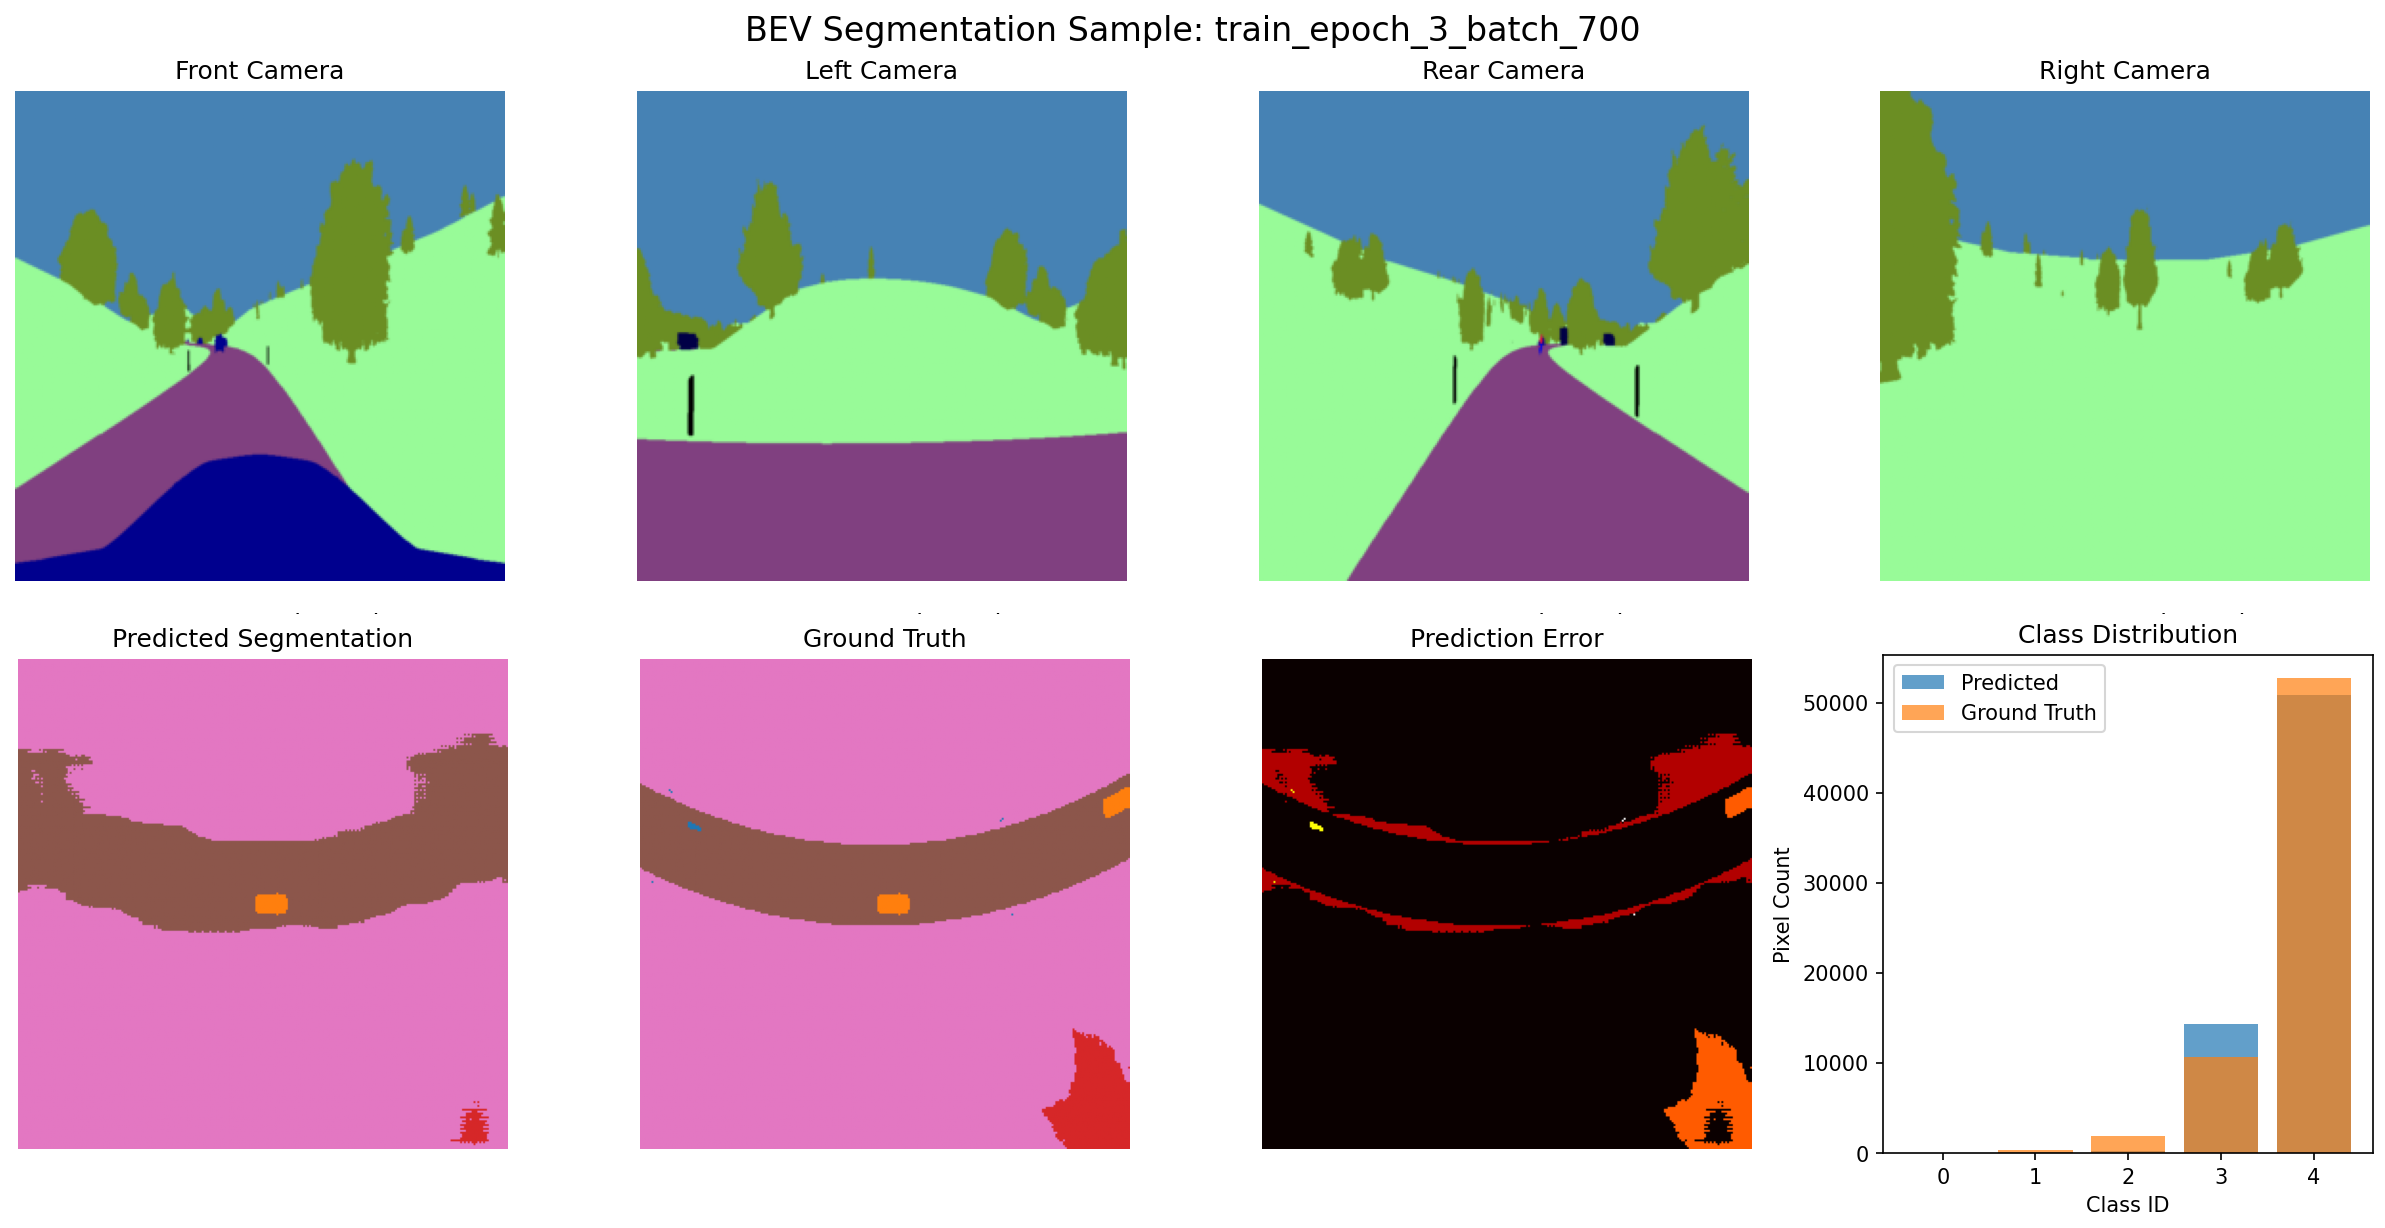 BEV Segmentation Sample: train_epoch_3_batch_700
Front Camera
Left Camera
Rear Camera
Right Camera
Predicted Segmentation
Ground Truth
Prediction Error
Class Distribution
Predicted
Ground Truth
Pixel Count
50000
40000
30000
20000
10000
0
0 1 2 3 4
Class ID